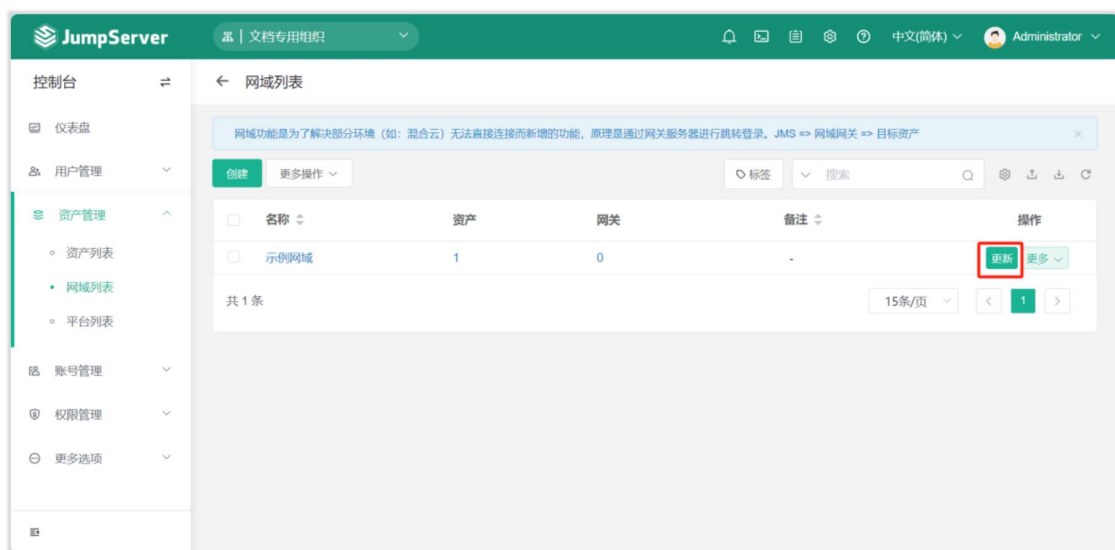 JumpServer 文档专用组织 中文(简体) Administrator
控制台 网域列表
仪表盘
网域功能是为了解决部分环境（如：混合云）无法直接连接而新增的功能，原理是通过网关服务器进行跳转登录。JMS => 网域网关 => 目标资产
用户管理
创建 更多操作 标签 搜索
资产管理
名称 资产 网关 备注 操作
资产列表
示例网域 1 0 - 更新 更多
网域列表
共 1 条 15条/页 1
平台列表
账号管理
权限管理
更多选项